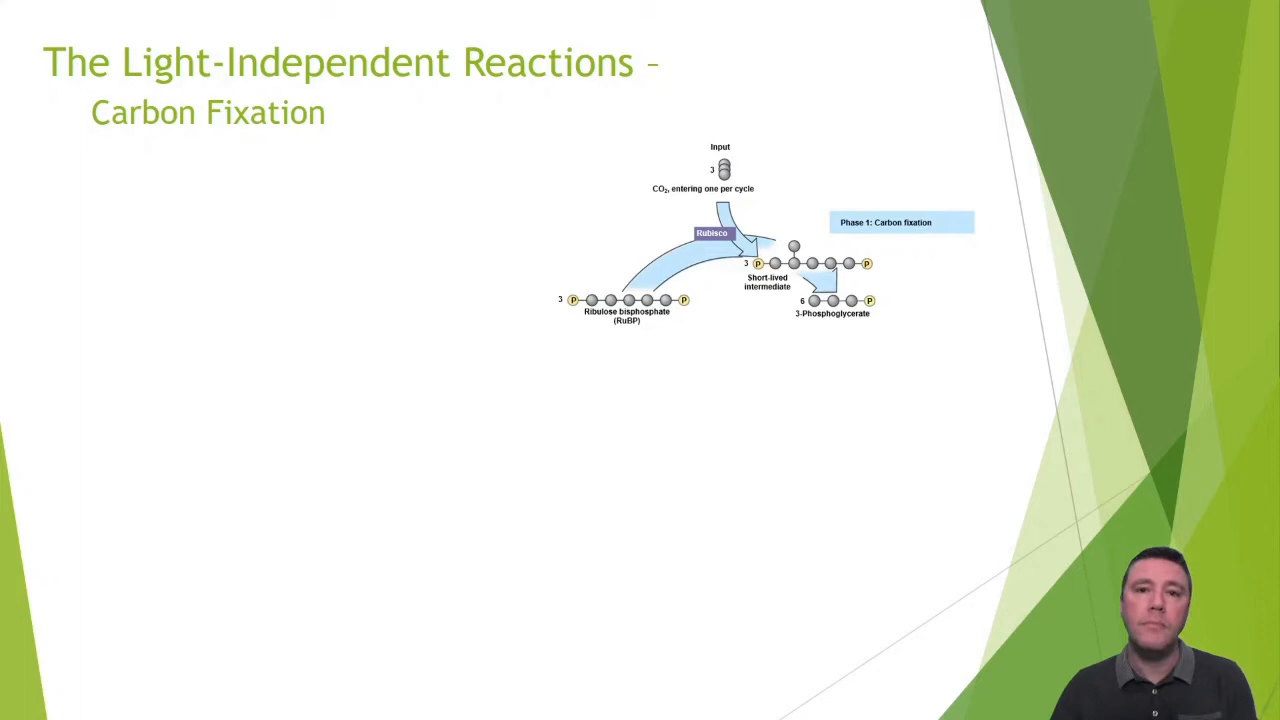 The Light-Independent Reactions –
Carbon Fixation
Input
3
CO₂, entering one per cycle
Phase 1: Carbon fixation
Rubisco
3 P P
Short-lived
intermediate
3 P P
Ribulose bisphosphate
(RuBP)
6 P
3-Phosphoglycerate